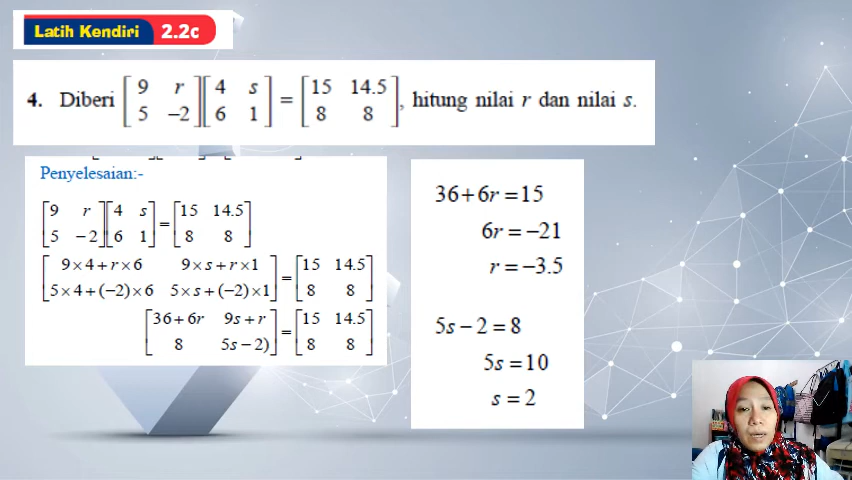 Latih Kendiri 2.2c
4. Diberi [9 r; 5 −2][4 s; 6 1] = [15 14.5; 8 8], hitung nilai r dan nilai s.
Penyelesaian:-
[9 r; 5 −2][4 s; 6 1] = [15 14.5; 8 8]
[9×4+r×6 9×s+r×1; 5×4+(−2)×6 5×s+(−2)×1] = [15 14.5; 8 8]
[36+6r 9s+r; 8 5s−2)] = [15 14.5; 8 8]
36+6r=15
6r=−21
r=−3.5
5s−2=8
5s=10
s=2